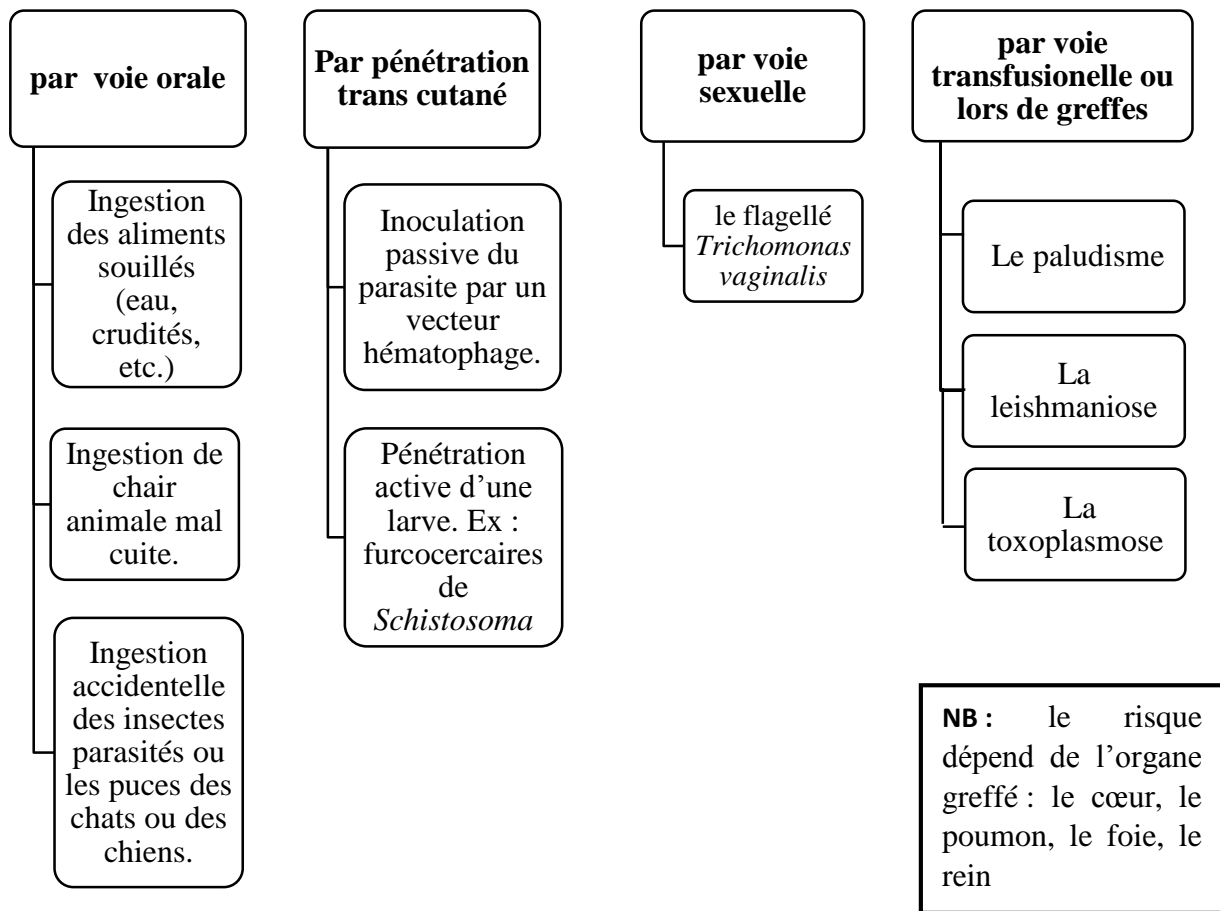 par voie orale
Ingestion
des aliments
souillés
(eau,
crudités,
etc.)
Ingestion de
chair
animale mal
cuite.
Ingestion
accidentelle
des insectes
parasités ou
les puces des
chats ou des
chiens.
Par pénétration
trans cutané
Inoculation
passive du
parasite par un
vecteur
hématophage.
Pénétration
active d’une
larve. Ex :
furcocercaires
de
Schistosoma
par voie
sexuelle
le flagellé
Trichomonas
vaginalis
par voie
transfusionelle ou
lors de greffes
Le paludisme
La
leishmaniose
La
toxoplasmose
NB : le risque
dépend de l’organe
greffé : le cœur, le
poumon, le foie, le
rein